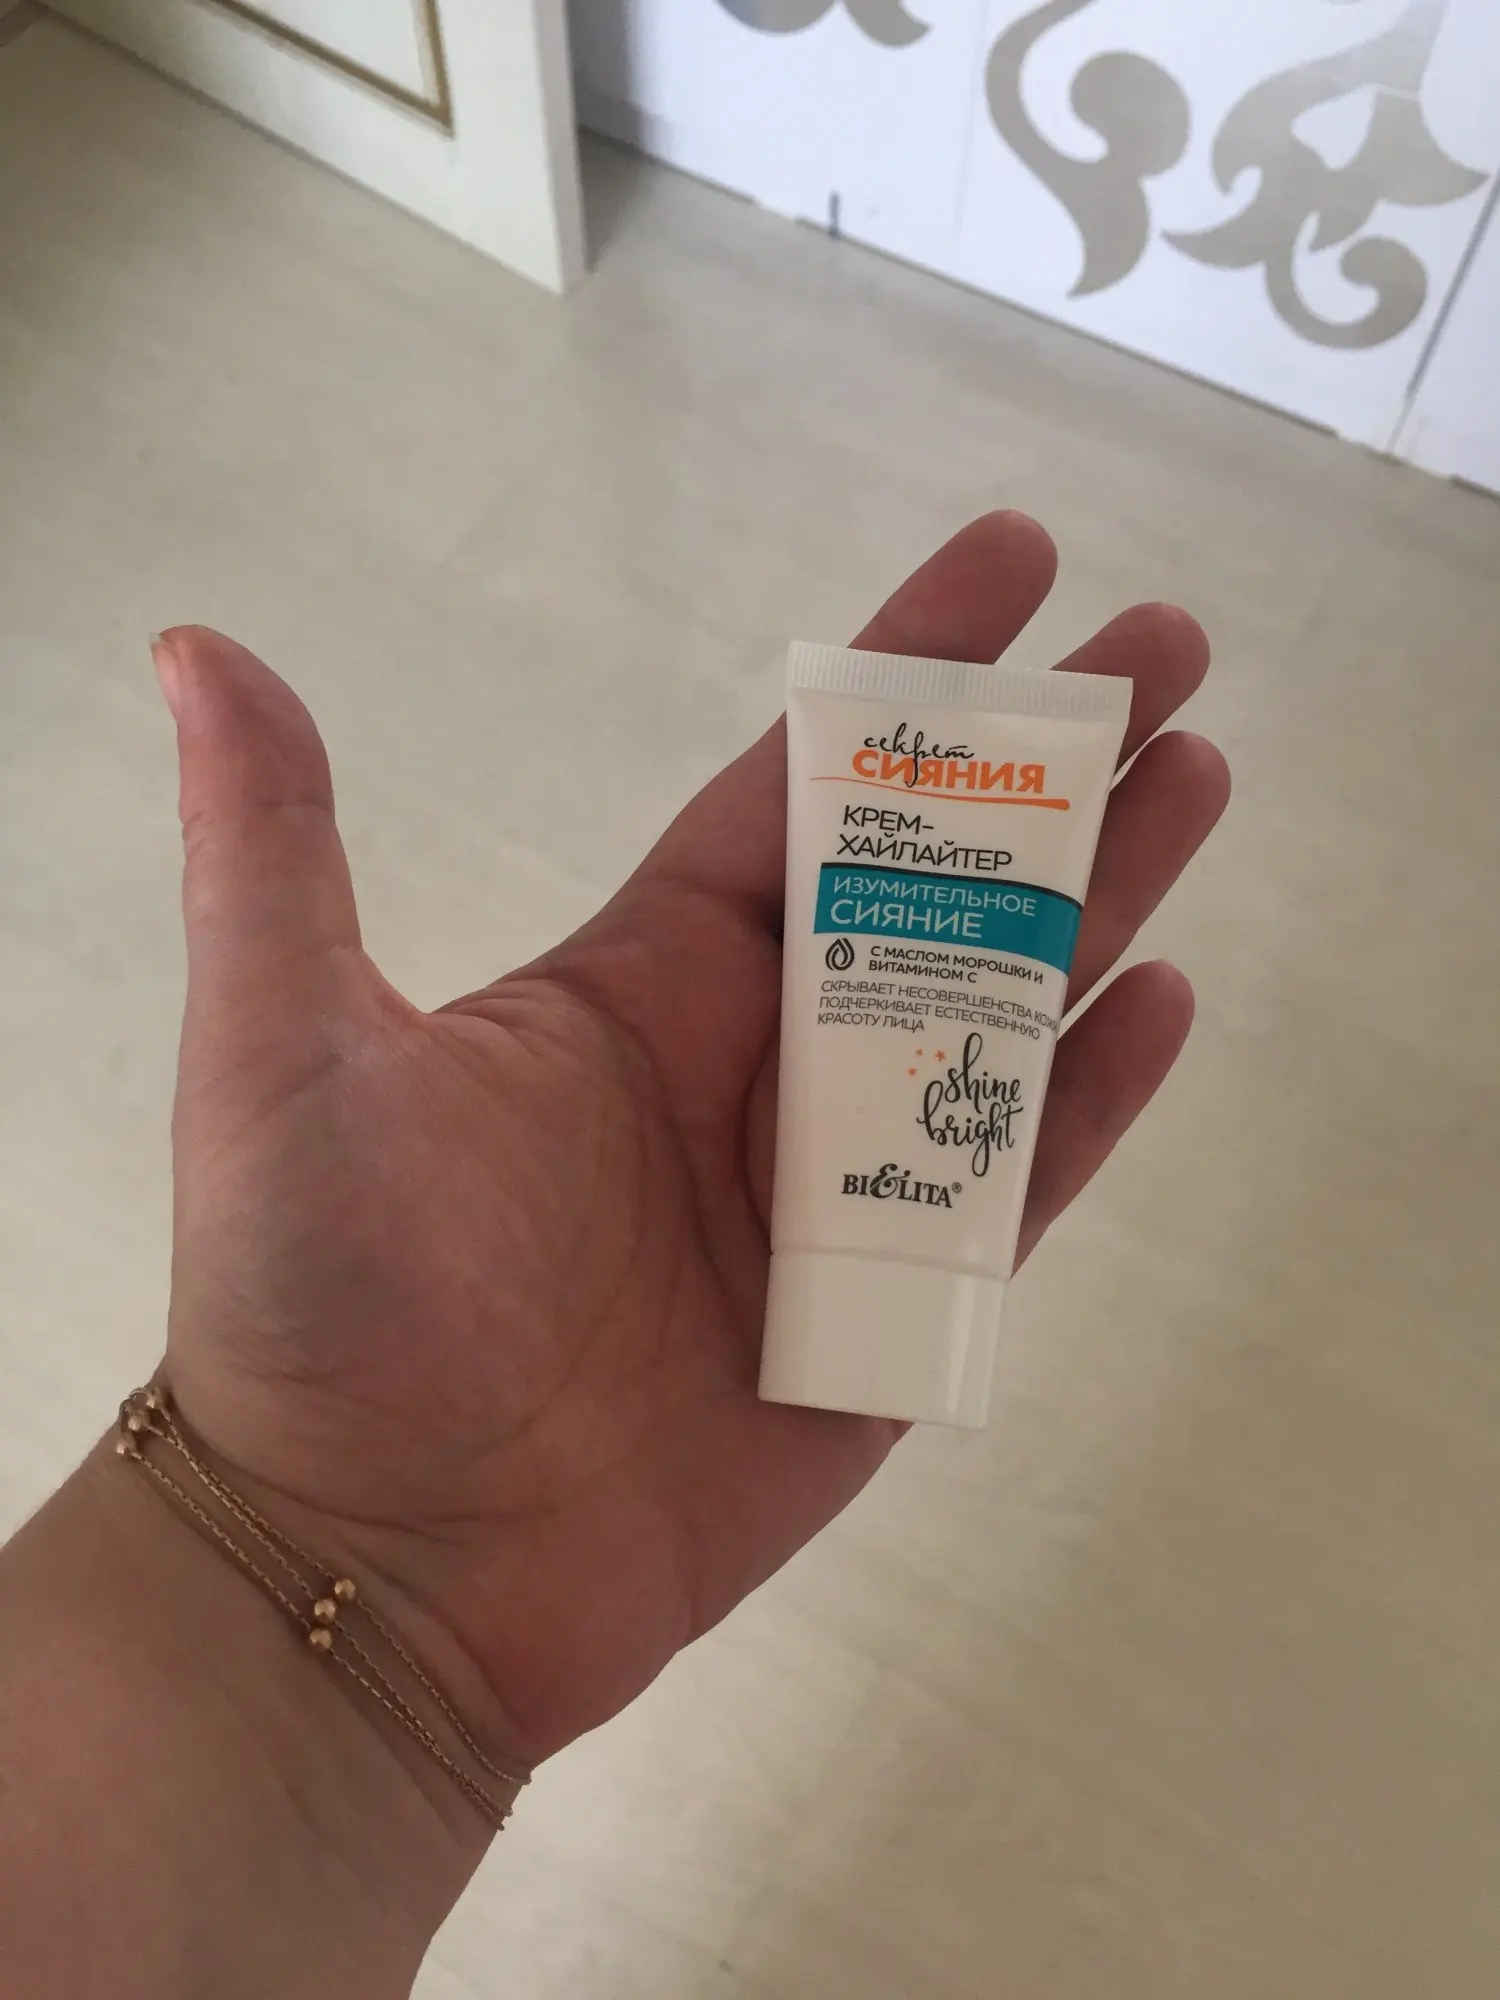 секрет
СИЯНИЯ
КРЕМ-
ХАЙЛАЙТЕР
ИЗУМИТЕЛЬНОЕ
СИЯНИЕ
С МАСЛОМ МОРОШКИ И
ВИТАМИНОМ С
СКРЫВАЕТ НЕСОВЕРШЕНСТВА КОЖИ
ПОДЧЕРКИВАЕТ ЕСТЕСТВЕННУЮ
КРАСОТУ ЛИЦА
shine
bright
BIELITA®